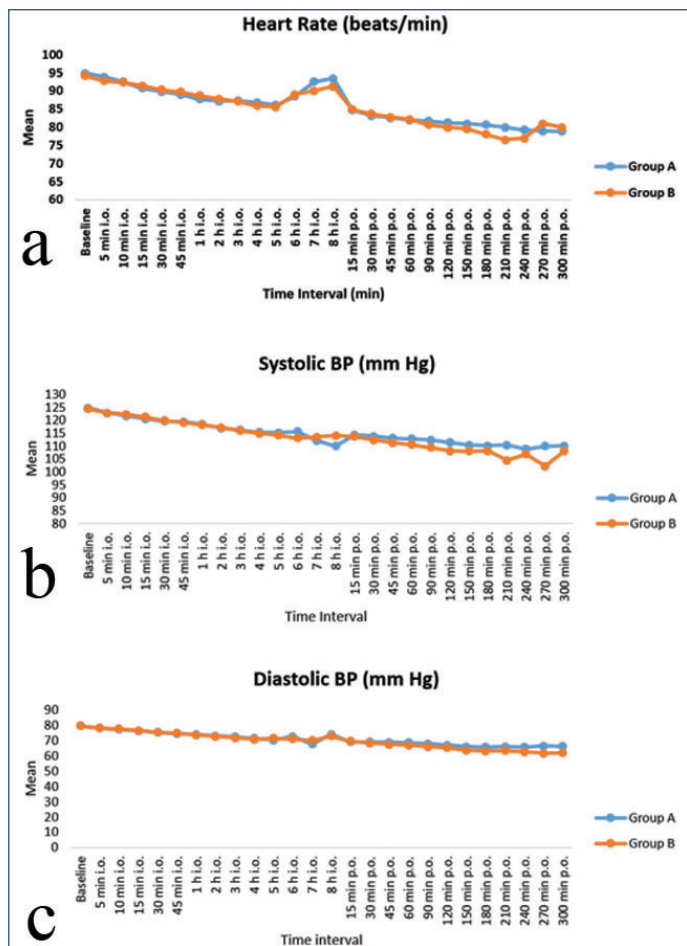 Heart Rate (beats/min)
100
95
90
85
80
75
70
65
60
Mean
Baseline
5 min i.o.
10 min i.o.
15 min i.o.
30 min i.o.
45 min i.o.
1 h i.o.
2 h i.o.
3 h i.o.
4 h i.o.
5 h i.o.
6 h i.o.
7 h i.o.
8 h i.o.
15 min p.o.
30 min p.o.
45 min p.o.
60 min p.o.
90 min p.o.
120 min p.o.
150 min p.o.
180 min p.o.
210 min p.o.
240 min p.o.
270 min p.o.
300 min p.o.
Time Interval (min)
Group A
Group B
a
Systolic BP (mm Hg)
130
125
120
115
110
105
100
95
90
85
80
Mean
Baseline
5 min i.o.
10 min i.o.
15 min i.o.
30 min i.o.
45 min i.o.
1 h i.o.
2 h i.o.
3 h i.o.
4 h i.o.
5 h i.o.
6 h i.o.
7 h i.o.
8 h i.o.
15 min p.o.
30 min p.o.
45 min p.o.
60 min p.o.
90 min p.o.
120 min p.o.
150 min p.o.
180 min p.o.
210 min p.o.
240 min p.o.
270 min p.o.
300 min p.o.
Time Interval
Group A
Group B
b
Diastolic BP (mm Hg)
90
80
70
60
50
40
30
20
10
0
Mean
Baseline
5 min i.o.
10 min i.o.
15 min i.o.
30 min i.o.
45 min i.o.
1 h i.o.
2 h i.o.
3 h i.o.
4 h i.o.
5 h i.o.
6 h i.o.
7 h i.o.
8 h i.o.
15 min p.o.
30 min p.o.
45 min p.o.
60 min p.o.
90 min p.o.
120 min p.o.
150 min p.o.
180 min p.o.
210 min p.o.
240 min p.o.
270 min p.o.
300 min p.o.
Time interval
Group A
Group B
c